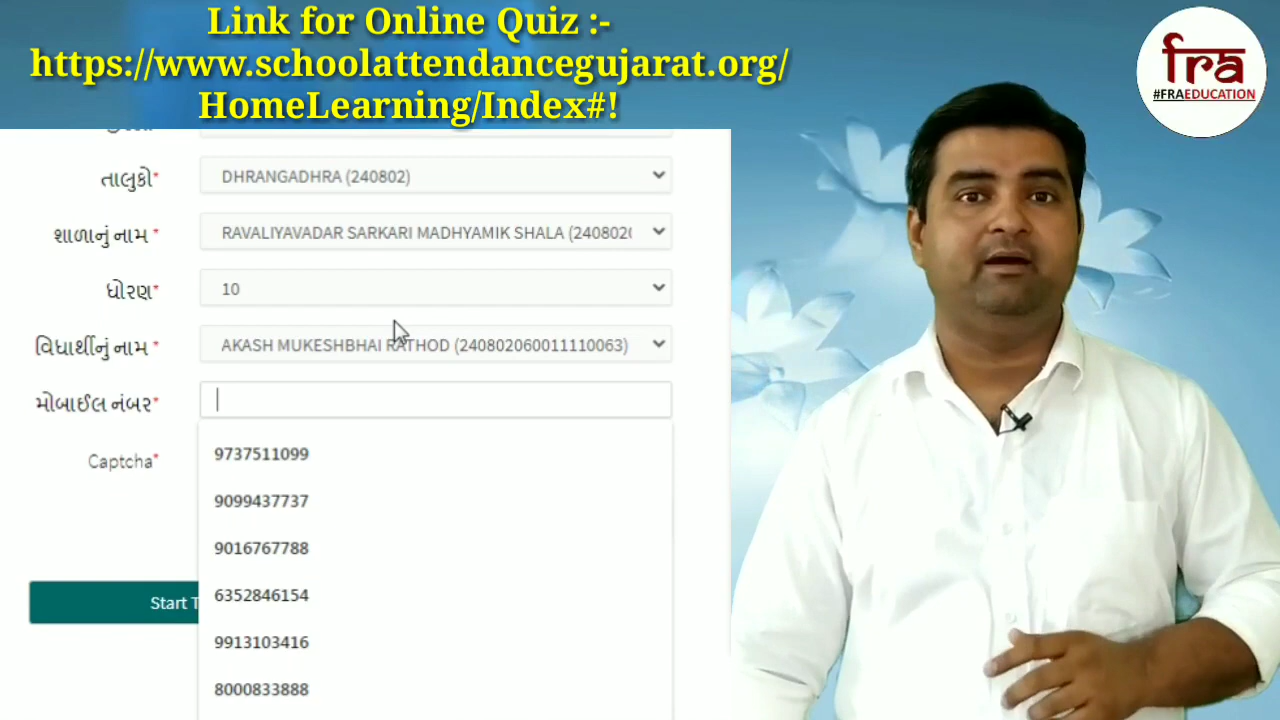 Link for Online Quiz :-
https://www.schoolattendancegujarat.org/
HomeLearning/Index#!
fra
#FRAEDUCATION
તાલુકો* DHRANGADHRA (240802)
શાળાનું નામ * RAVALIYAVADAR SARKARI MADHYAMIK SHALA (240802(
ધોરણ* 10
વિદ્યાર્થીનું નામ * AKASH MUKESHBHAI RATHOD (240802060011110063)
મોબાઈલ નંબર*
9737511099
Captcha*
9099437737
9016767788
6352846154
Start T
9913103416
8000833888